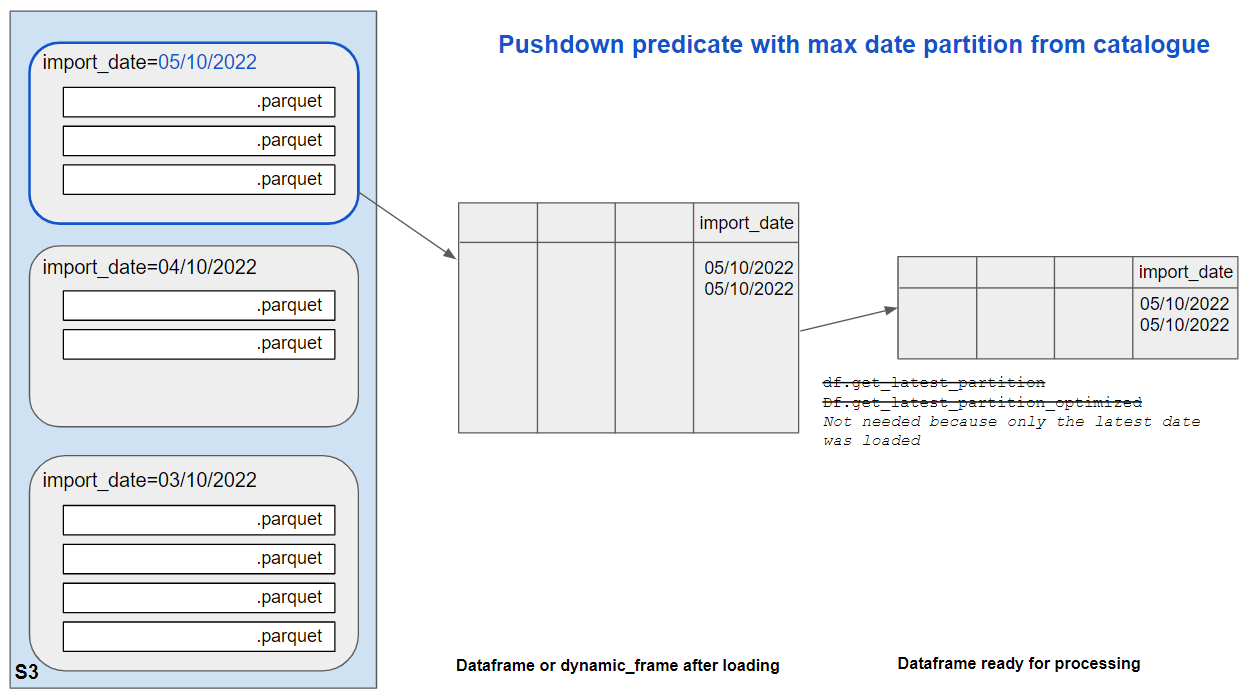 Pushdown predicate with max date partition from catalogue
import_date=05/10/2022
.parquet
.parquet
.parquet
import_date=04/10/2022
.parquet
.parquet
import_date=03/10/2022
.parquet
.parquet
.parquet
.parquet
S3
import_date
05/10/2022
05/10/2022
Dataframe or dynamic_frame after loading
import_date
05/10/2022
05/10/2022
df.get_latest_partition
Df.get_latest_partition_optimized
Not needed because only the latest date
was loaded
Dataframe ready for processing